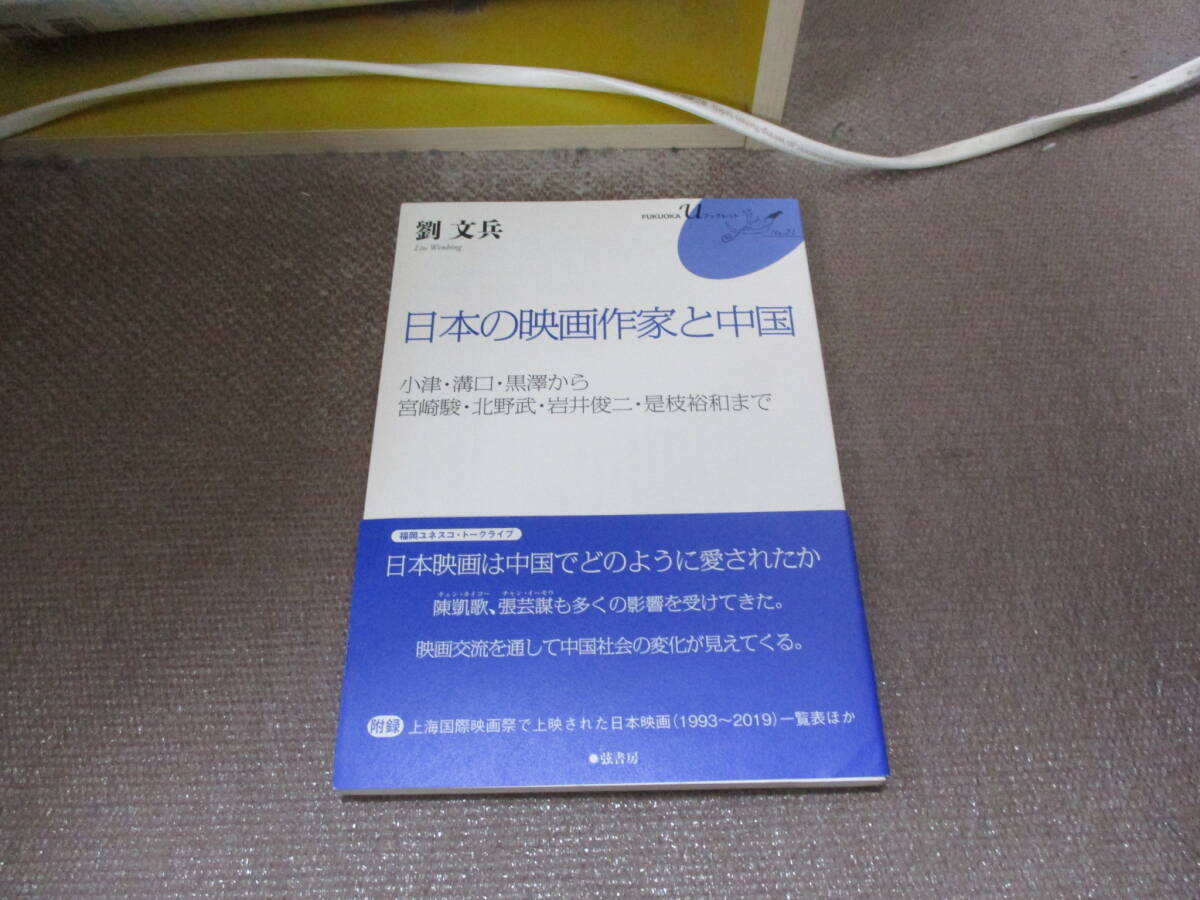 劉 文兵
Liu Wenbing
FUKUOKA U ブックレット
No.21
日本の映画作家と中国
小津・溝口・黒澤から
宮崎駿・北野武・岩井俊二・是枝裕和まで
福岡ユネスコ・トークライブ
日本映画は中国でどのように愛されたか
チェン・カイコー チャン・イーモウ
陳凱歌、張芸謀も多くの影響を受けてきた。
映画交流を通して中国社会の変化が見えてくる。
附録 上海国際映画祭で上映された日本映画(1993〜2019)一覧表ほか
●弦書房